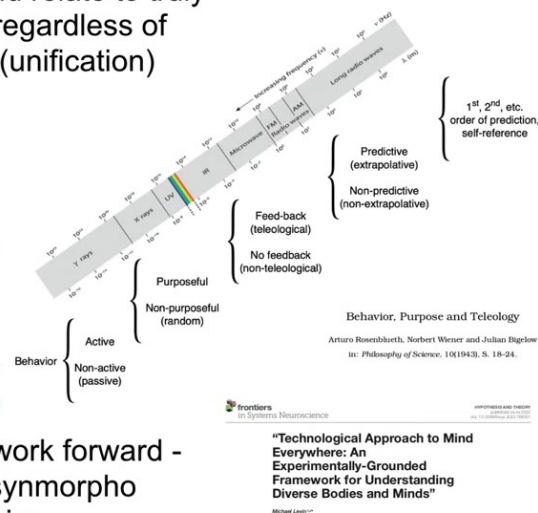 nd relate to truly
regardless of
(unification)
Increasing frequency (ν)
ν (Hz)
λ (m)
Long radio waves
AM
FM
Radio waves
Microwave
IR
UV
X rays
γ rays
1st, 2nd, etc.
order of prediction,
self-reference
Predictive
(extrapolative)
Non-predictive
(non-extrapolative)
Feed-back
(teleological)
No feedback
(non-teleological)
Purposeful
Non-purposeful
(random)
Behavior
Active
Non-active
(passive)
Behavior, Purpose and Teleology
Arturo Rosenblueth, Norbert Wiener and Julian Bigelow
in: Philosophy of Science, 10(1943), S. 18–24.
frontiers
in Systems Neuroscience
HYPOTHESIS AND THEORY
work forward -
synmorpho
“Technological Approach to Mind
Everywhere: An
Experimentally-Grounded
Framework for Understanding
Diverse Bodies and Minds”
Michael Levin